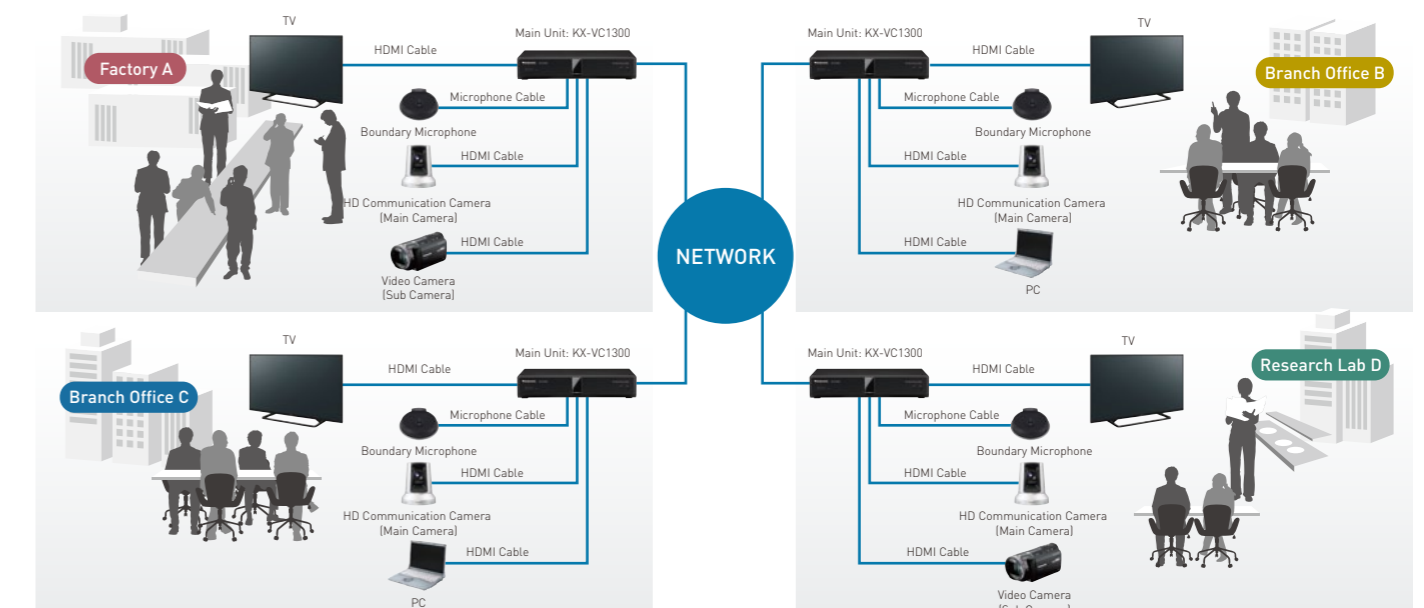 TV
Main Unit: KX-VC1300
HDMI Cable
Factory A
Microphone Cable
Boundary Microphone
HDMI Cable
HD Communication Camera
(Main Camera)
HDMI Cable
Video Camera
(Sub Camera)
Main Unit: KX-VC1300
TV
HDMI Cable
Branch Office B
Microphone Cable
Boundary Microphone
HDMI Cable
HD Communication Camera
(Main Camera)
HDMI Cable
PC
NETWORK
TV
Main Unit: KX-VC1300
HDMI Cable
Branch Office C
Microphone Cable
Boundary Microphone
HDMI Cable
HD Communication Camera
(Main Camera)
HDMI Cable
PC
Main Unit: KX-VC1300
TV
HDMI Cable
Research Lab D
Microphone Cable
Boundary Microphone
HDMI Cable
HD Communication Camera
(Main Camera)
HDMI Cable
Video Camera